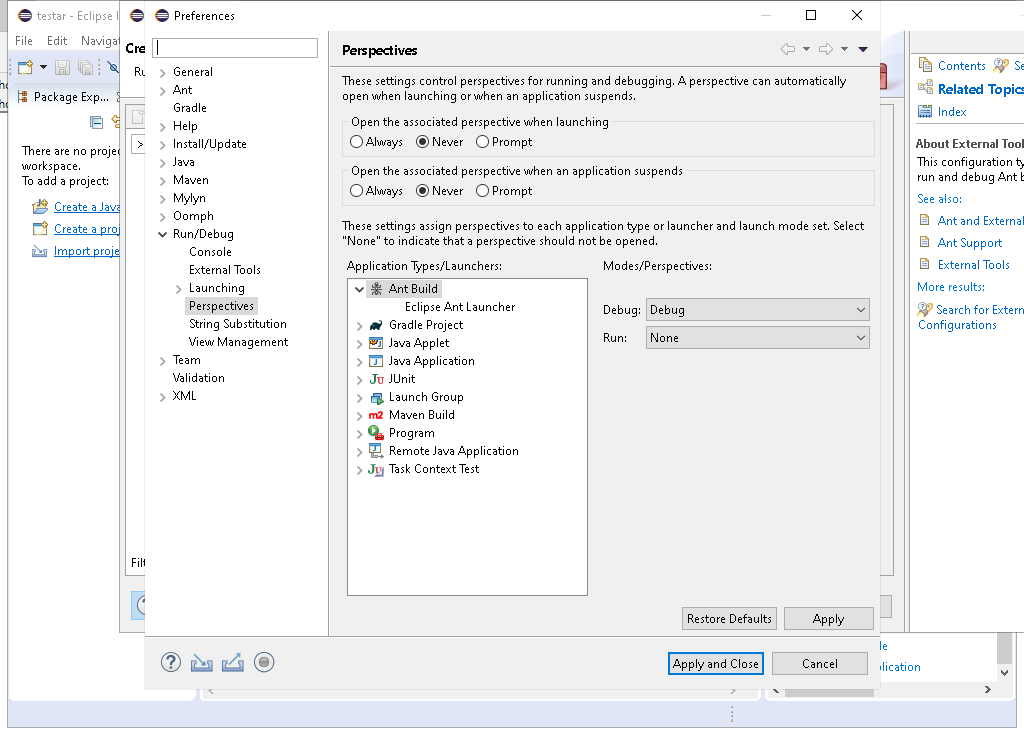 testar - Eclipse I
Preferences
File Edit Navigat
Cre
Ru
Package Exp...
There are no projec
workspace.
To add a project:
Create a Java
Create a proj
Import proje
>
Filt
General
Ant
Gradle
Help
Install/Update
Java
Maven
Mylyn
Oomph
Run/Debug
Console
External Tools
Launching
Perspectives
String Substitution
View Management
Team
Validation
XML
Perspectives
These settings control perspectives for running and debugging. A perspective can automatically
open when launching or when an application suspends.
Open the associated perspective when launching
Always Never Prompt
Open the associated perspective when an application suspends
Always Never Prompt
These settings assign perspectives to each application type or launcher and launch mode set. Select
"None" to indicate that a perspective should not be opened.
Application Types/Launchers:
Ant Build
Eclipse Ant Launcher
Gradle Project
Java Applet
Java Application
JUnit
Launch Group
Maven Build
Program
Remote Java Application
Task Context Test
Modes/Perspectives:
Debug: Debug
Run: None
Restore Defaults Apply
Apply and Close Cancel
Contents Se
Related Topics
Index
About External Tool
This configuration ty
run and debug Ant b
See also:
Ant and External
Ant Support
External Tools
More results:
Search for Extern
Configurations
le
plication